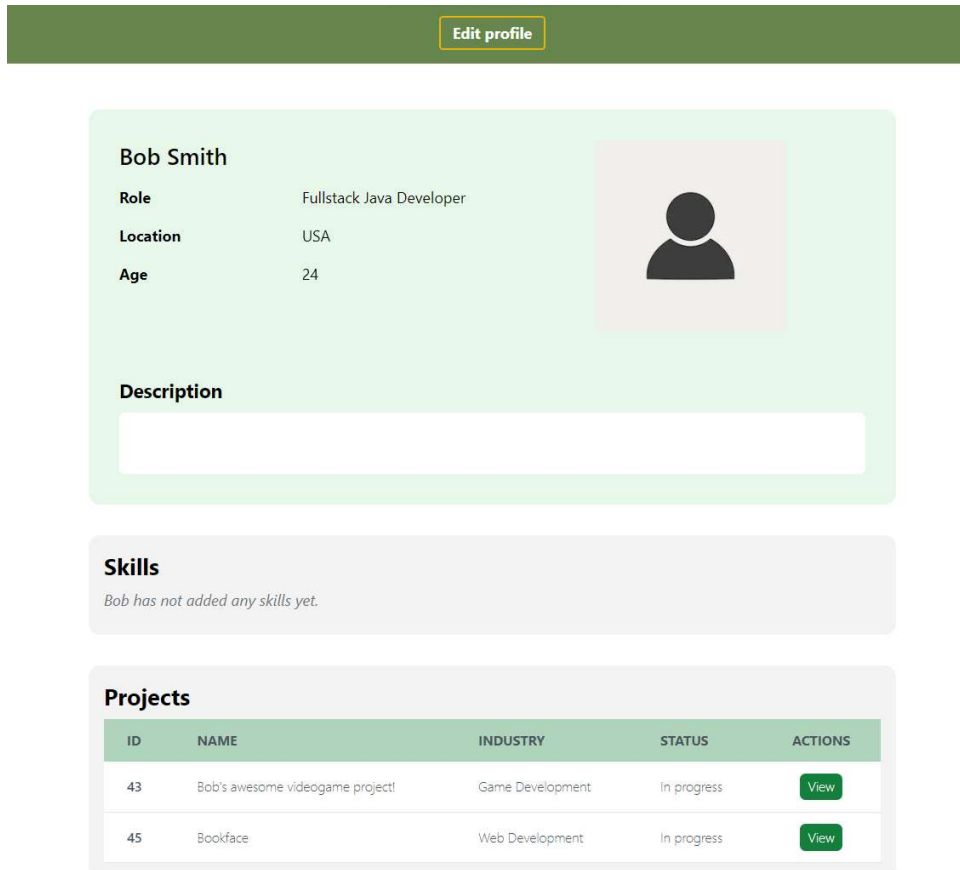 Edit profile
Bob Smith
Role Fullstack Java Developer
Location USA
Age 24
Description
Skills
Bob has not added any skills yet.
Projects
ID NAME INDUSTRY STATUS ACTIONS
43 Bob's awesome videogame project! Game Development In progress View
45 Bookface Web Development In progress View